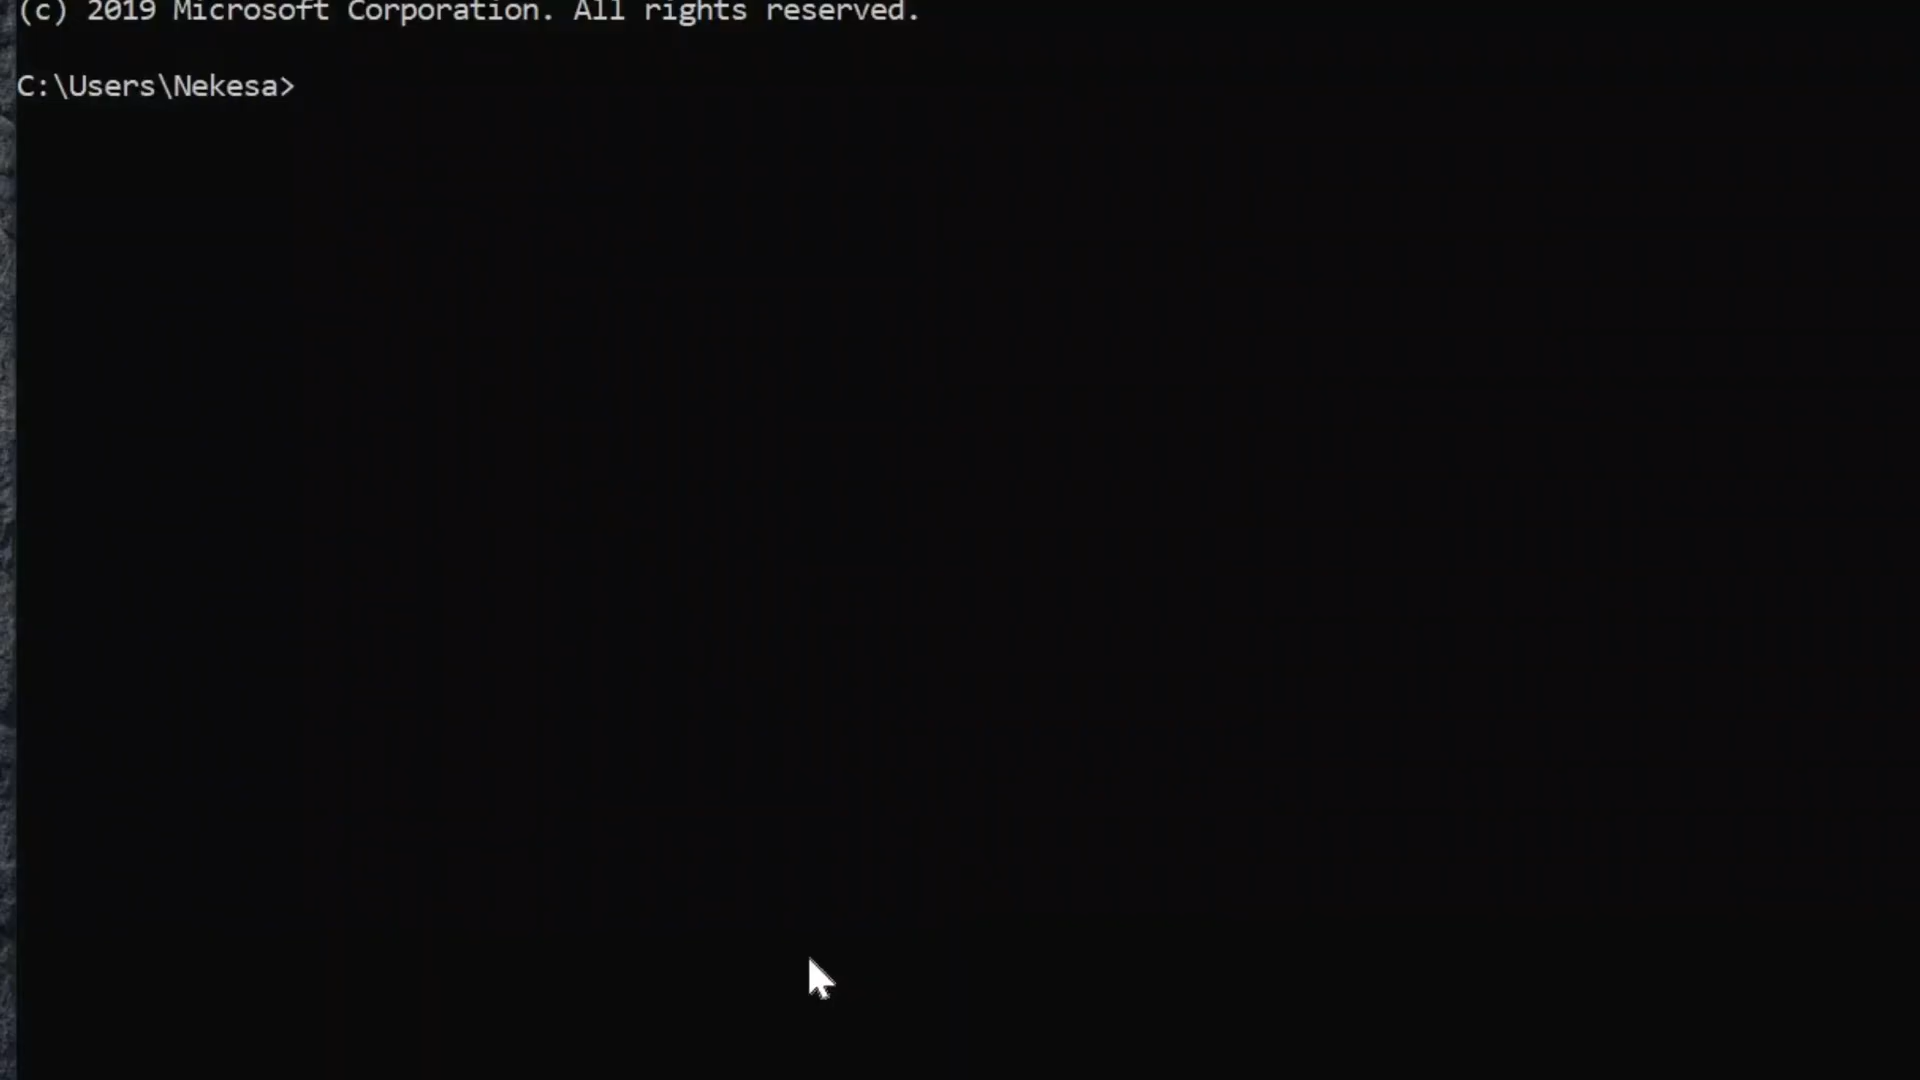 (c) 2019 Microsoft Corporation. All rights reserved.
C:\Users\Nekesa>